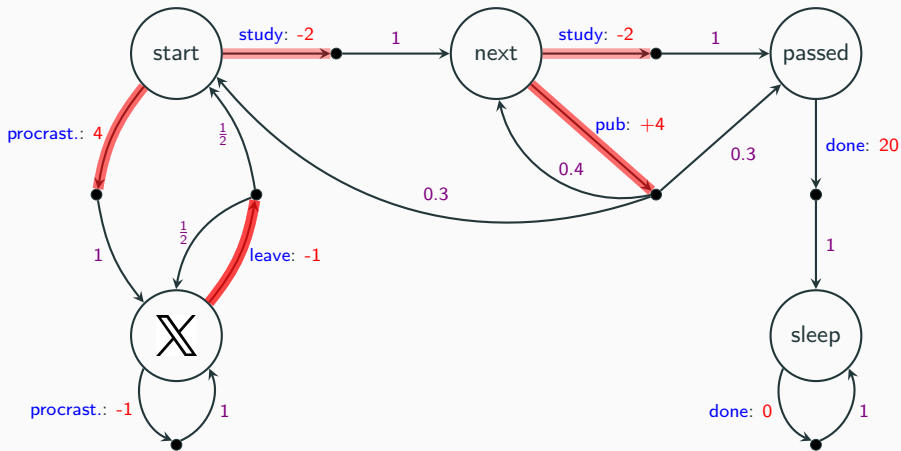 start
study: -2
1
next
study: -2
1
passed
procrast.: 4
1/2
pub: +4
0.4
0.3
0.3
done: 20
1
1/2
leave: -1
1
𝕏
sleep
procrast.: -1
1
done: 0
1